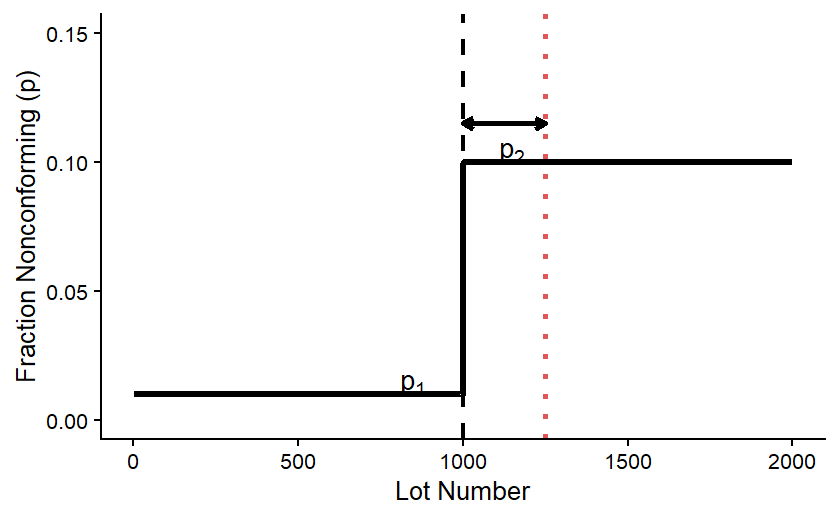 Fraction Nonconforming (p)
0.15
0.10
0.05
0.00
p₂
p₁
0 500 1000 1500 2000
Lot Number